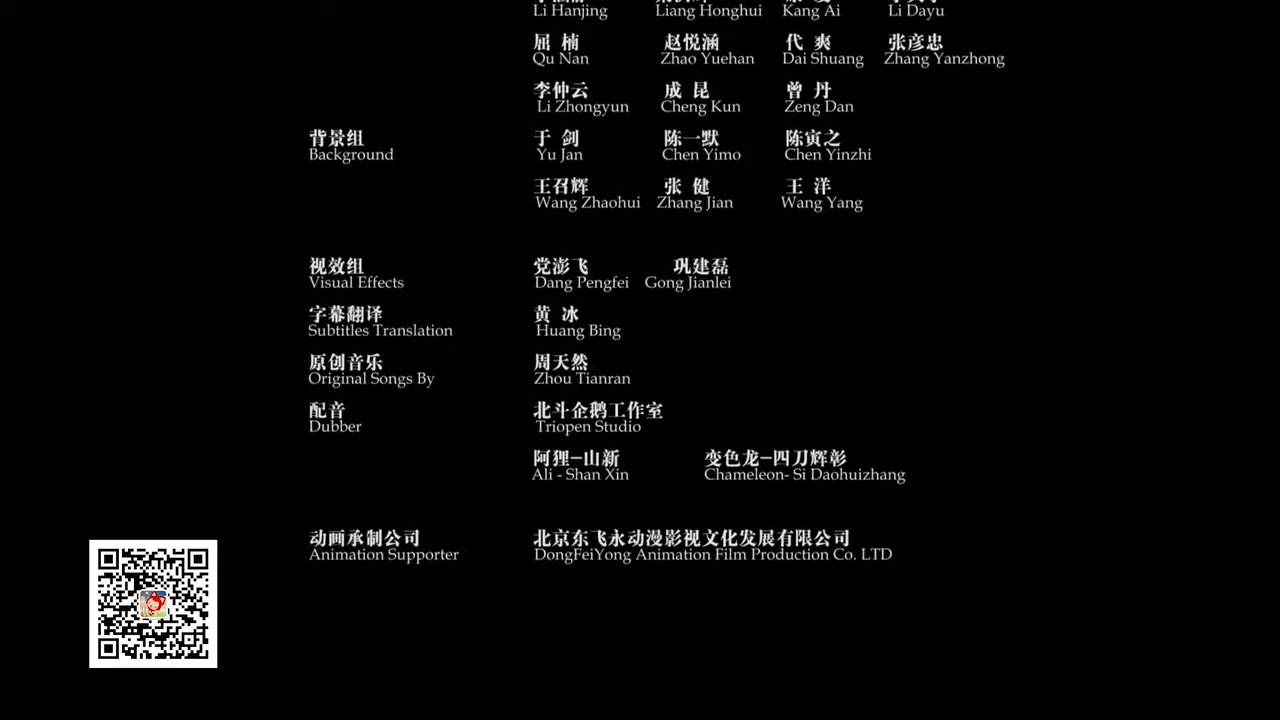 Li Hanjing Liang Honghui Kang Ai Li Dayu
屈 楠 赵悦涵 代 爽 张彦忠
Qu Nan Zhao Yuehan Dai Shuang Zhang Yanzhong
李仲云 成 昆 曾 丹
Li Zhongyun Cheng Kun Zeng Dan
背景组 于 剑 陈一默 陈寅之
Background Yu Jan Chen Yimo Chen Yinzhi
王召辉 张 健 王 洋
Wang Zhaohui Zhang Jian Wang Yang
视效组 党澎飞 巩建磊
Visual Effects Dang Pengfei Gong Jianlei
字幕翻译 黄 冰
Subtitles Translation Huang Bing
原创音乐 周天然
Original Songs By Zhou Tianran
配音 北斗企鹅工作室
Dubber Triopen Studio
阿狸-山新 变色龙-四刀辉彰
Ali - Shan Xin Chameleon- Si Daohuizhang
动画承制公司 北京东飞永动漫影视文化发展有限公司
Animation Supporter DongFeiYong Animation Film Production Co. LTD